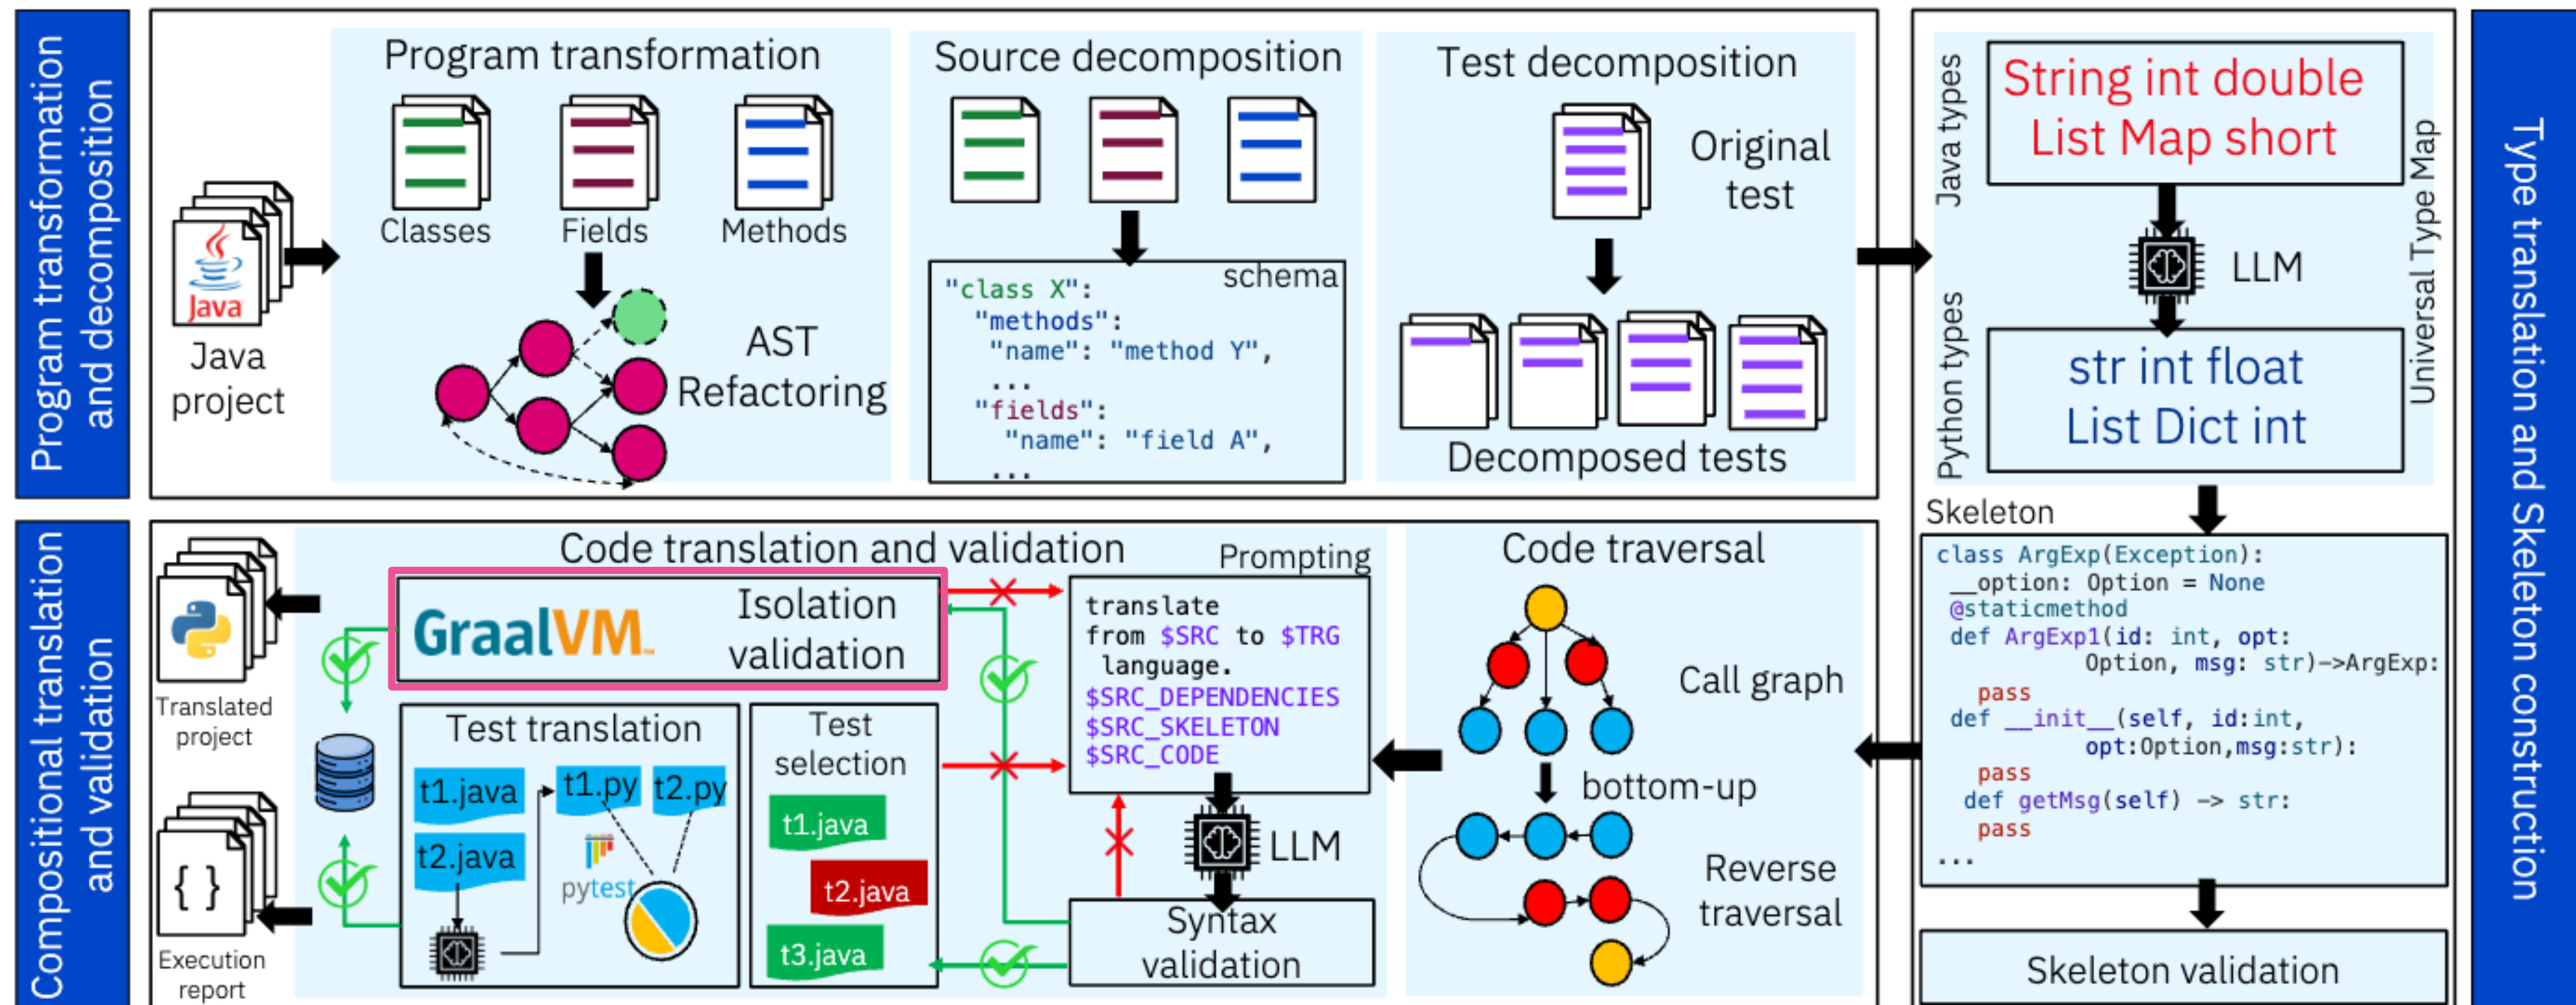 Program transformation
and decomposition
Program transformation
Classes
Fields
Methods
Java
Java
project
AST
Refactoring
Source decomposition
schema
"class X":
"methods":
"name": "method Y",
...
"fields":
"name": "field A",
...
Test decomposition
Original
test
Decomposed tests
Java types
String int double
List Map short
LLM
Universal Type Map
Python types
str int float
List Dict int
Type translation and Skeleton construction
Skeleton
class ArgExp(Exception):
__option: Option = None
@staticmethod
def ArgExp1(id: int, opt:
Option, msg: str)->ArgExp:
pass
def __init__(self, id:int,
opt:Option,msg:str):
pass
def getMsg(self) -> str:
pass
...
Skeleton validation
Compositional translation
and validation
Translated
project
{ }
Execution
report
Code translation and validation
GraalVM™
Isolation
validation
Test translation
t1.java
t2.java
t1.py
t2.py
pytest
Test
selection
t1.java
t2.java
t3.java
Prompting
translate
from $SRC to $TRG
language.
$SRC_DEPENDENCIES
$SRC_SKELETON
$SRC_CODE
LLM
Syntax
validation
Code traversal
Call graph
bottom-up
Reverse
traversal